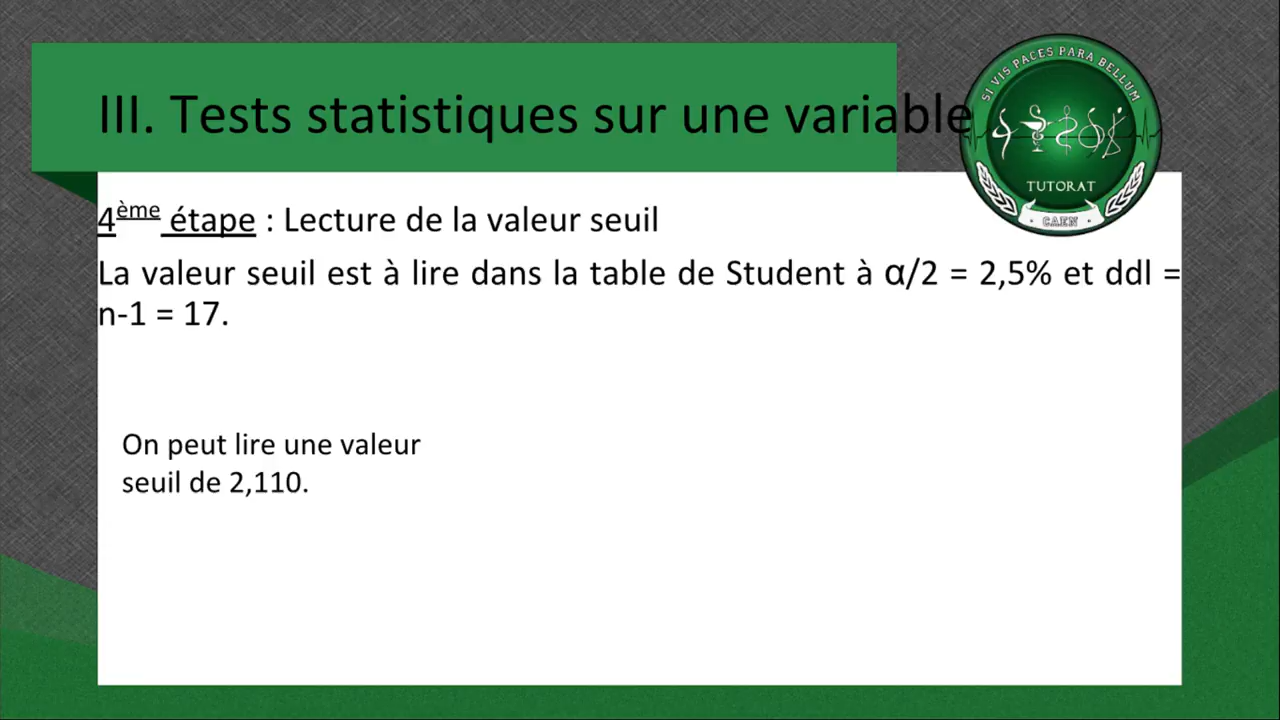 III. Tests statistiques sur une variable
SI VIS PACES PARA BELLUM
TUTORAT
· CAEN ·
4ème étape : Lecture de la valeur seuil
La valeur seuil est à lire dans la table de Student à α/2 = 2,5% et ddl =
n-1 = 17.
On peut lire une valeur
seuil de 2,110.